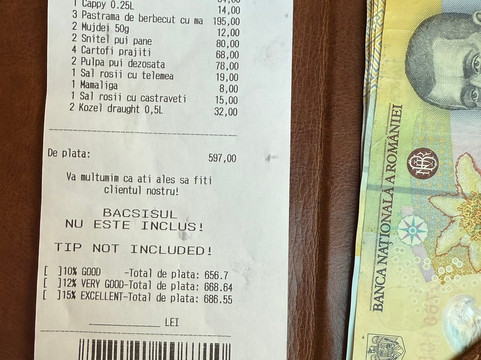 1 Cappy 0.25L 14,00
3 Pastrama de berbecut cu ma 195,00
2 Mujdei 50g 12,00
2 Snitel pui pane 80,00
4 Cartofi prajiti 68,00
2 Pulpa pui dezosata 78,00
1 Sal rosii cu telemea 19,00
1 Mamaliga 8,00
1 Sal rosii cu castraveti 15,00
2 Kozel draught 0,5L 32,00
De plata: 597,00
Va multumim ca ati ales sa fiti
clientul nostru!
BACSISUL
NU ESTE INCLUS!
TIP NOT INCLUDED!
[ ]10% GOOD -Total de plata: 656.7
[ ]12% VERY GOOD-Total de plata: 668.64
[ ]15% EXCELLENT-Total de plata: 686.55
LEI
BANCA NAȚIONALĂ A ROMÂNIEI